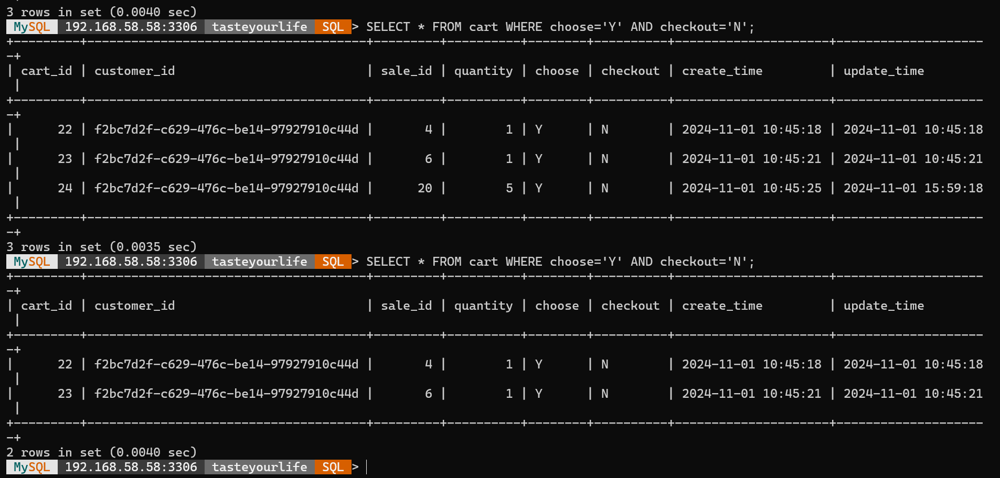 3 rows in set (0.0040 sec)
MySQL 192.168.58.58:3306 tasteyourlife SQL > SELECT * FROM cart WHERE choose='Y' AND checkout='N';
+---------+--------------------------------------+---------+----------+--------+----------+---------------------+--------------------
-+
| cart_id | customer_id                          | sale_id | quantity | choose | checkout | create_time         | update_time
 |
+---------+--------------------------------------+---------+----------+--------+----------+---------------------+--------------------
-+
|      22 | f2bc7d2f-c629-476c-be14-97927910c44d |       4 |        1 | Y      | N        | 2024-11-01 10:45:18 | 2024-11-01 10:45:18
 |
|      23 | f2bc7d2f-c629-476c-be14-97927910c44d |       6 |        1 | Y      | N        | 2024-11-01 10:45:21 | 2024-11-01 10:45:21
 |
|      24 | f2bc7d2f-c629-476c-be14-97927910c44d |      20 |        5 | Y      | N        | 2024-11-01 10:45:25 | 2024-11-01 15:59:18
 |
+---------+--------------------------------------+---------+----------+--------+----------+---------------------+--------------------
-+
3 rows in set (0.0035 sec)
MySQL 192.168.58.58:3306 tasteyourlife SQL > SELECT * FROM cart WHERE choose='Y' AND checkout='N';
+---------+--------------------------------------+---------+----------+--------+----------+---------------------+--------------------
-+
| cart_id | customer_id                          | sale_id | quantity | choose | checkout | create_time         | update_time
 |
+---------+--------------------------------------+---------+----------+--------+----------+---------------------+--------------------
-+
|      22 | f2bc7d2f-c629-476c-be14-97927910c44d |       4 |        1 | Y      | N        | 2024-11-01 10:45:18 | 2024-11-01 10:45:18
 |
|      23 | f2bc7d2f-c629-476c-be14-97927910c44d |       6 |        1 | Y      | N        | 2024-11-01 10:45:21 | 2024-11-01 10:45:21
 |
+---------+--------------------------------------+---------+----------+--------+----------+---------------------+--------------------
-+
2 rows in set (0.0040 sec)
MySQL 192.168.58.58:3306 tasteyourlife SQL >